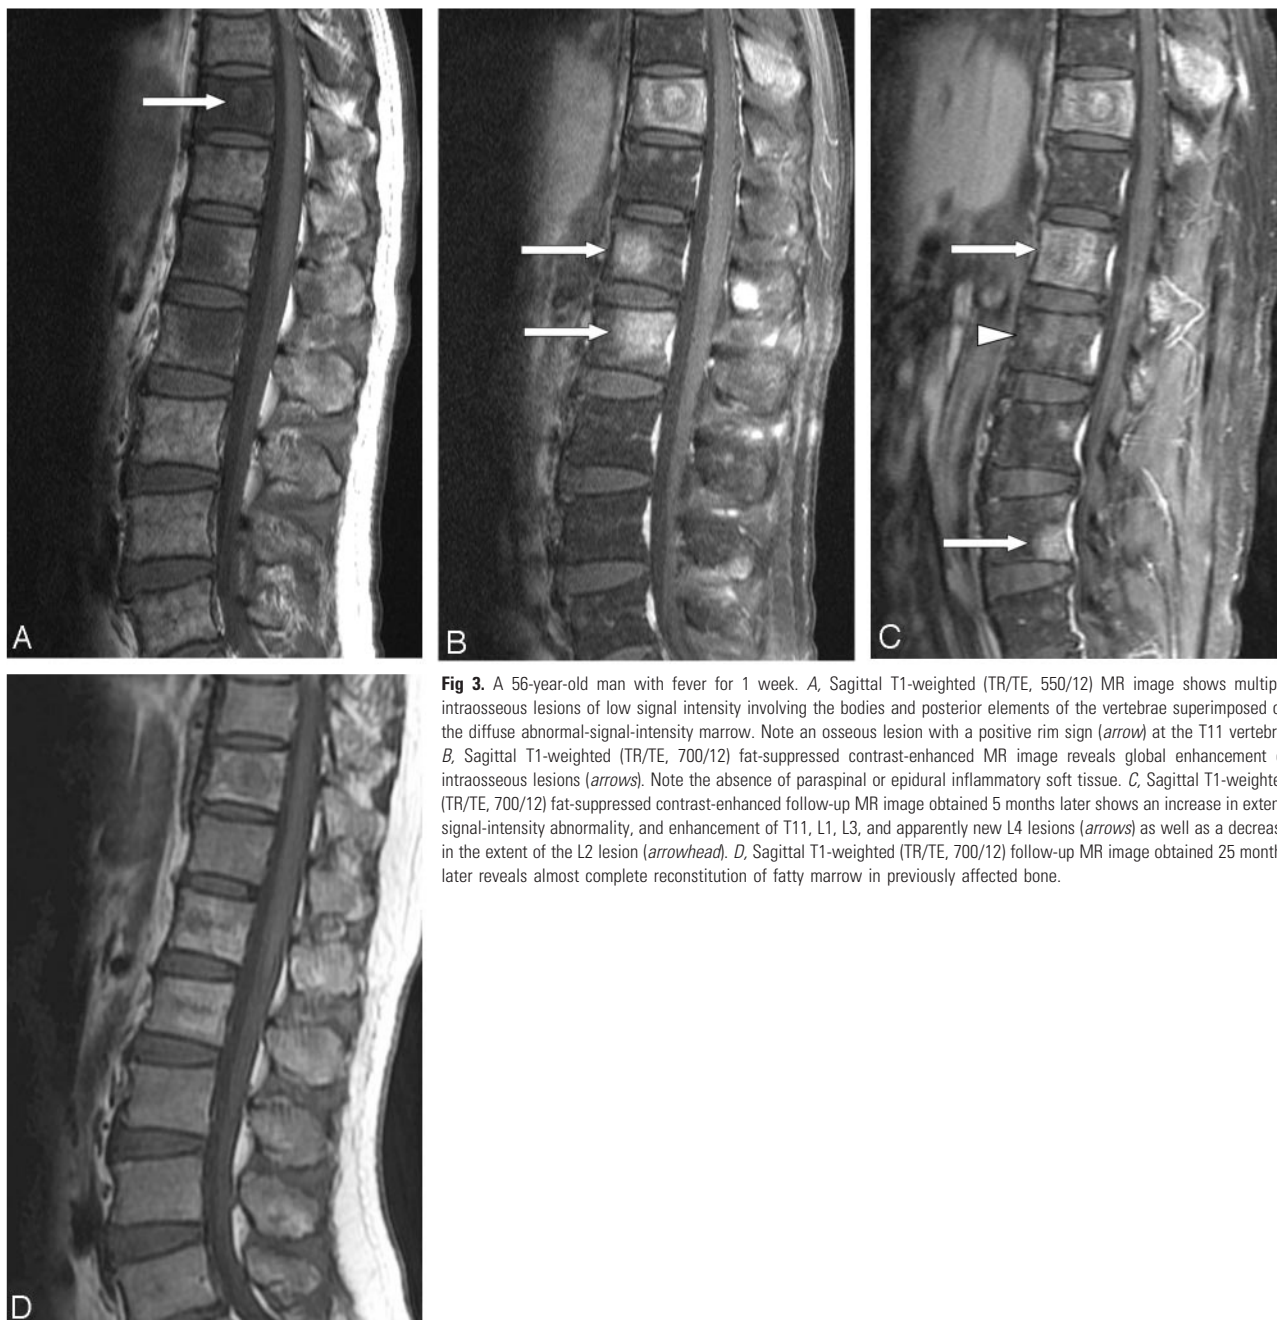 A
B
C
Fig 3. A 56-year-old man with fever for 1 week. A, Sagittal T1-weighted (TR/TE, 550/12) MR image shows
intraosseous lesions of low signal intensity involving the bodies and posterior elements of the vertebrae superimposed
the diffuse abnormal-signal-intensity marrow. Note an osseous lesion with a positive rim sign (arrow) at the T11
B, Sagittal T1-weighted (TR/TE, 700/12) fat-suppressed contrast-enhanced MR image reveals global enhancement
intraosseous lesions (arrows). Note the absence of paraspinal or epidural inflammatory soft tissue. C, Sagittal
(TR/TE, 700/12) fat-suppressed contrast-enhanced follow-up MR image obtained 5 months later shows an increase in
signal-intensity abnormality, and enhancement of T11, L1, L3, and apparently new L4 lesions (arrows) as well as a
in the extent of the L2 lesion (arrowhead). D, Sagittal T1-weighted (TR/TE, 700/12) follow-up MR image obtained 25
later reveals almost complete reconstitution of fatty marrow in previously affected bone.
D